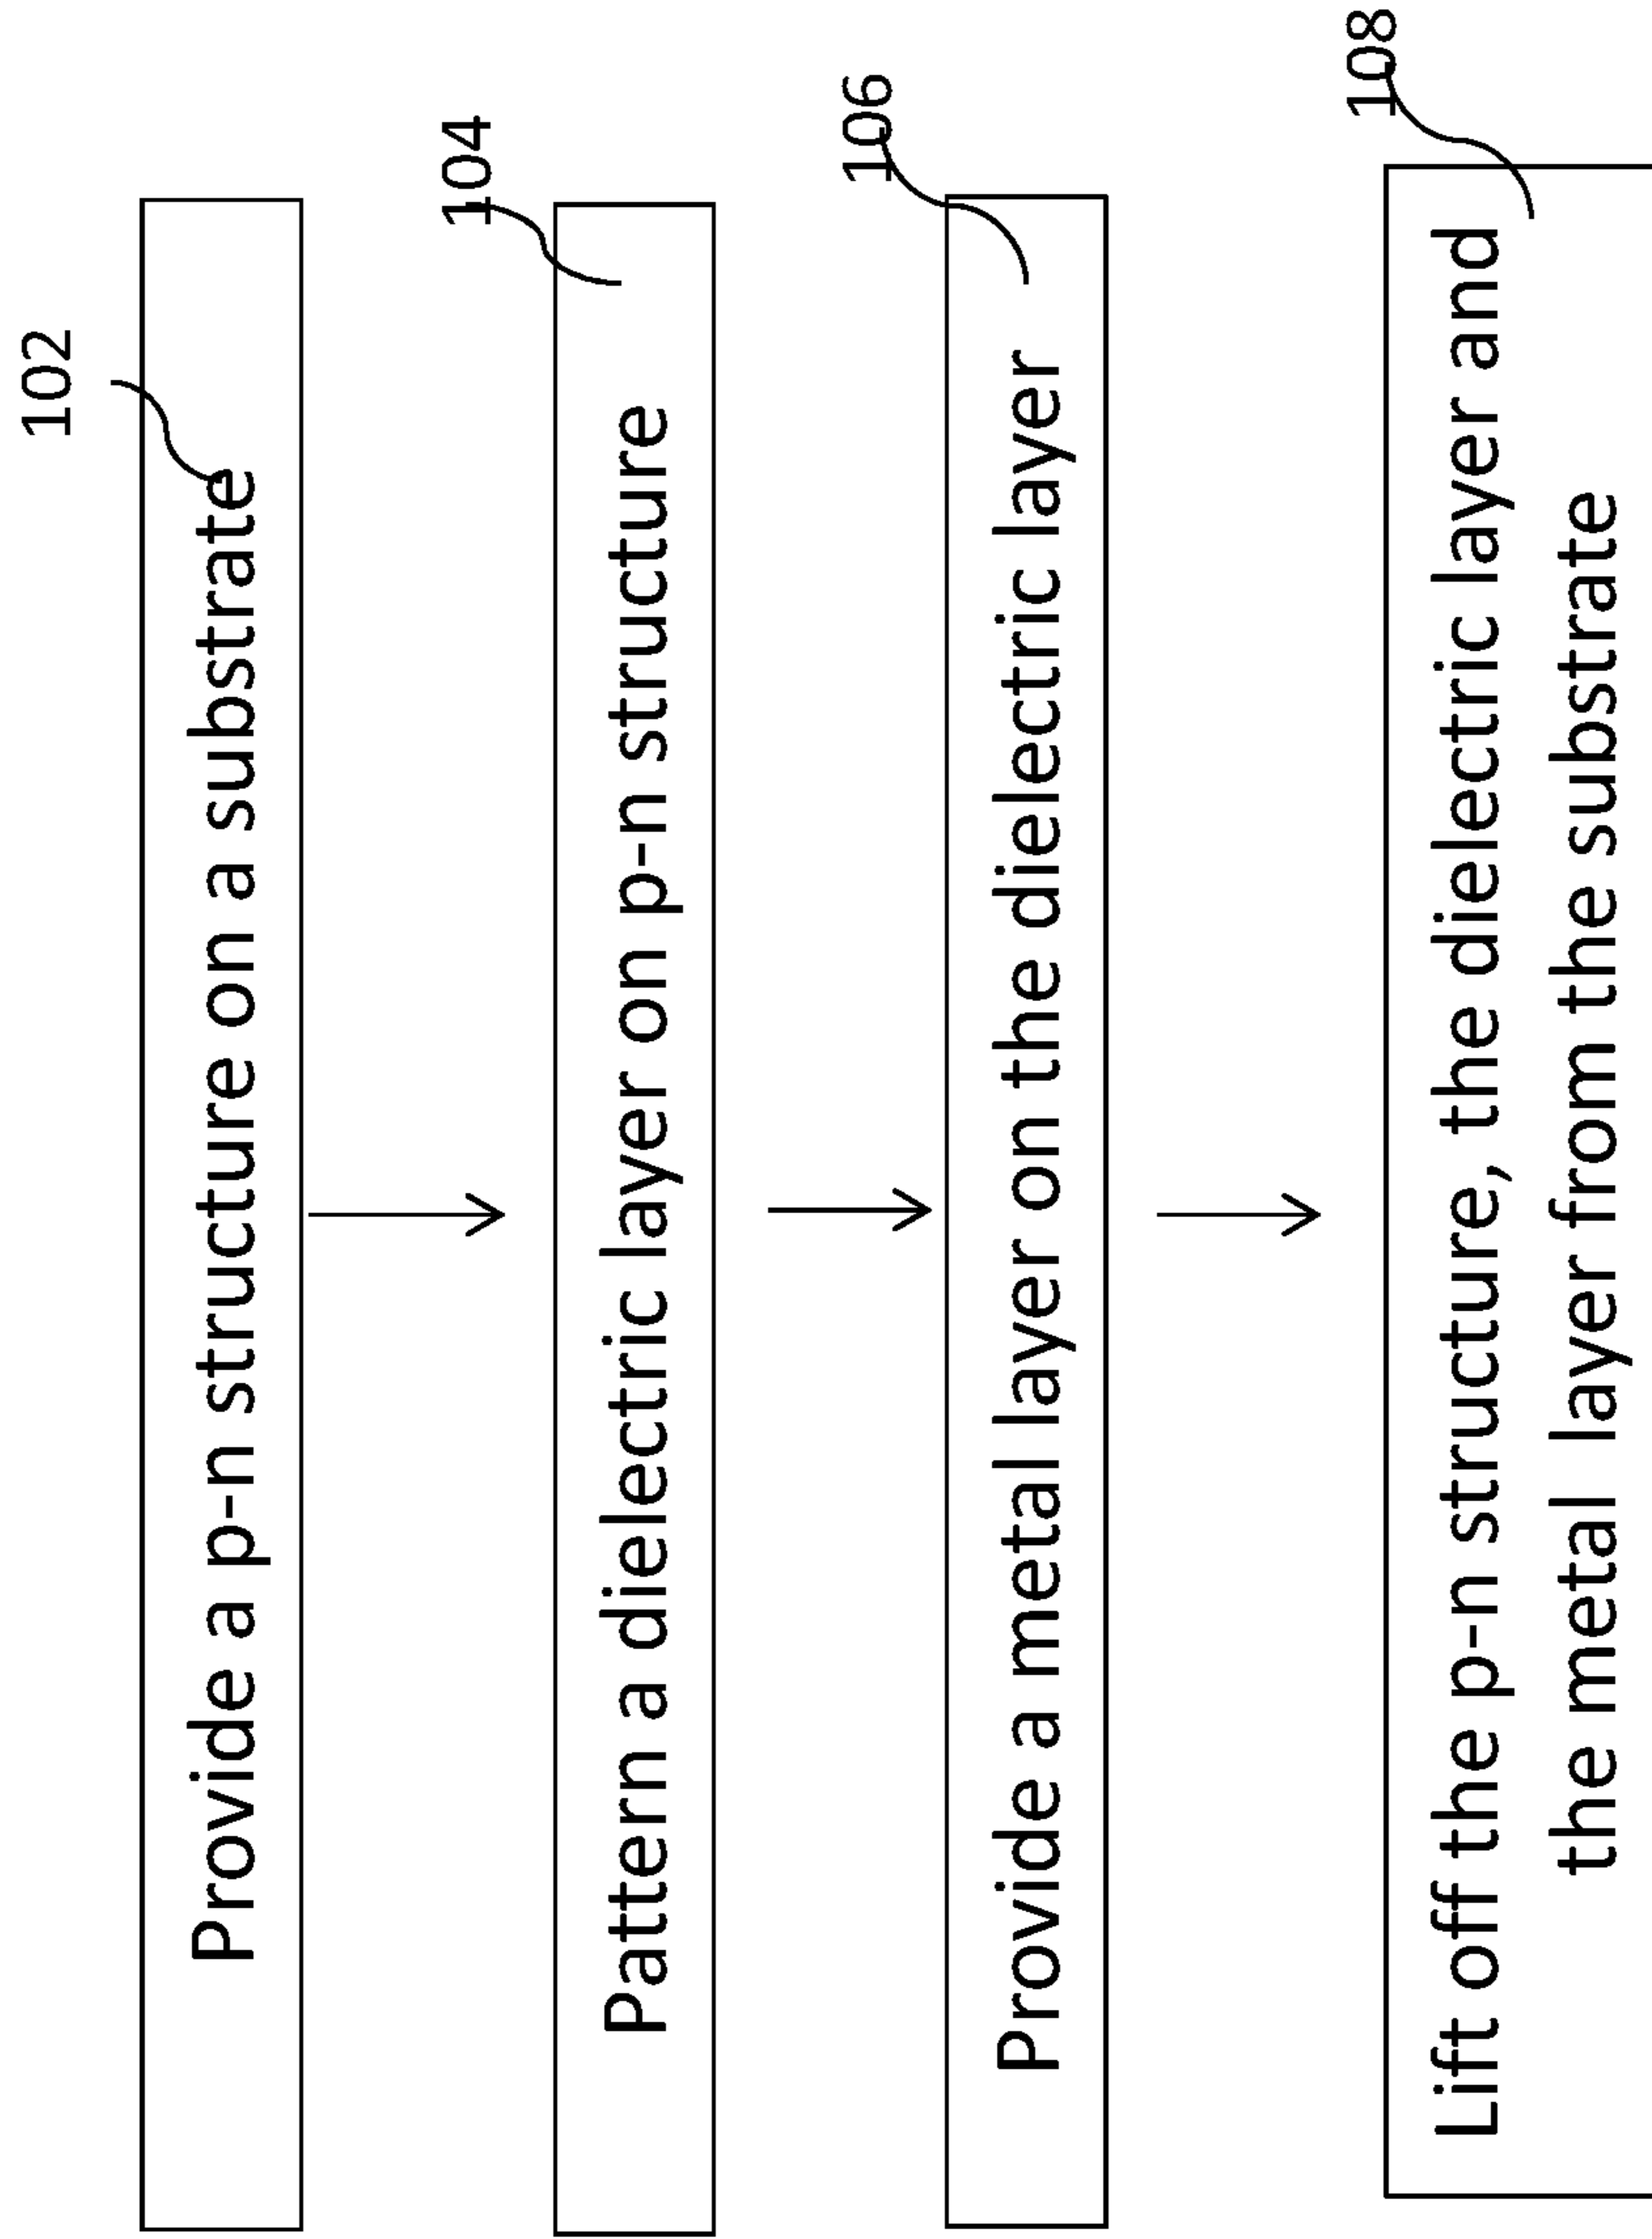 102
Provide a p-n structure on a substrate
104
Pattern a dielectric layer on p-n structure
106
Provide a metal layer on the dielectric layer
108
Lift off the p-n structure, the dielectric layer and
the metal layer from the substrate